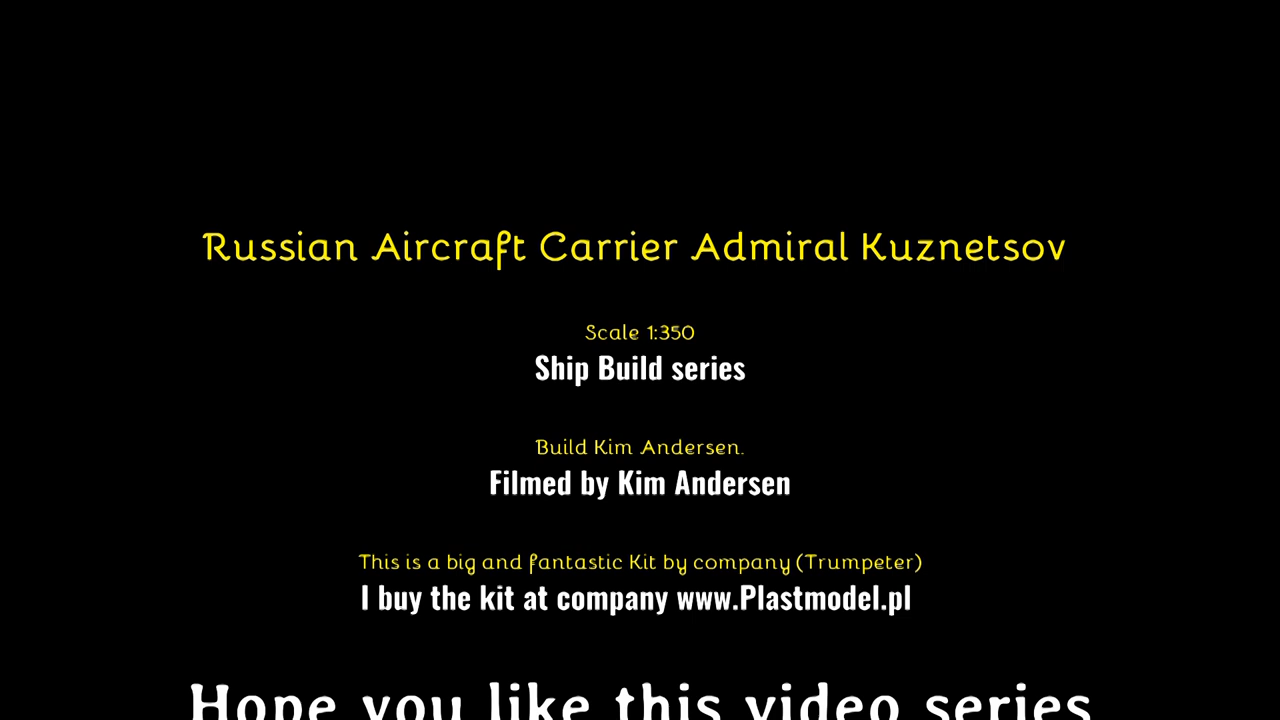 Russian Aircraft Carrier Admiral Kuznetsov
Scale 1:350
Ship Build series
Build Kim Andersen.
Filmed by Kim Andersen
This is a big and fantastic Kit by company (Trumpeter)
I buy the kit at company www.Plastmodel.pl
Hope you like this video series